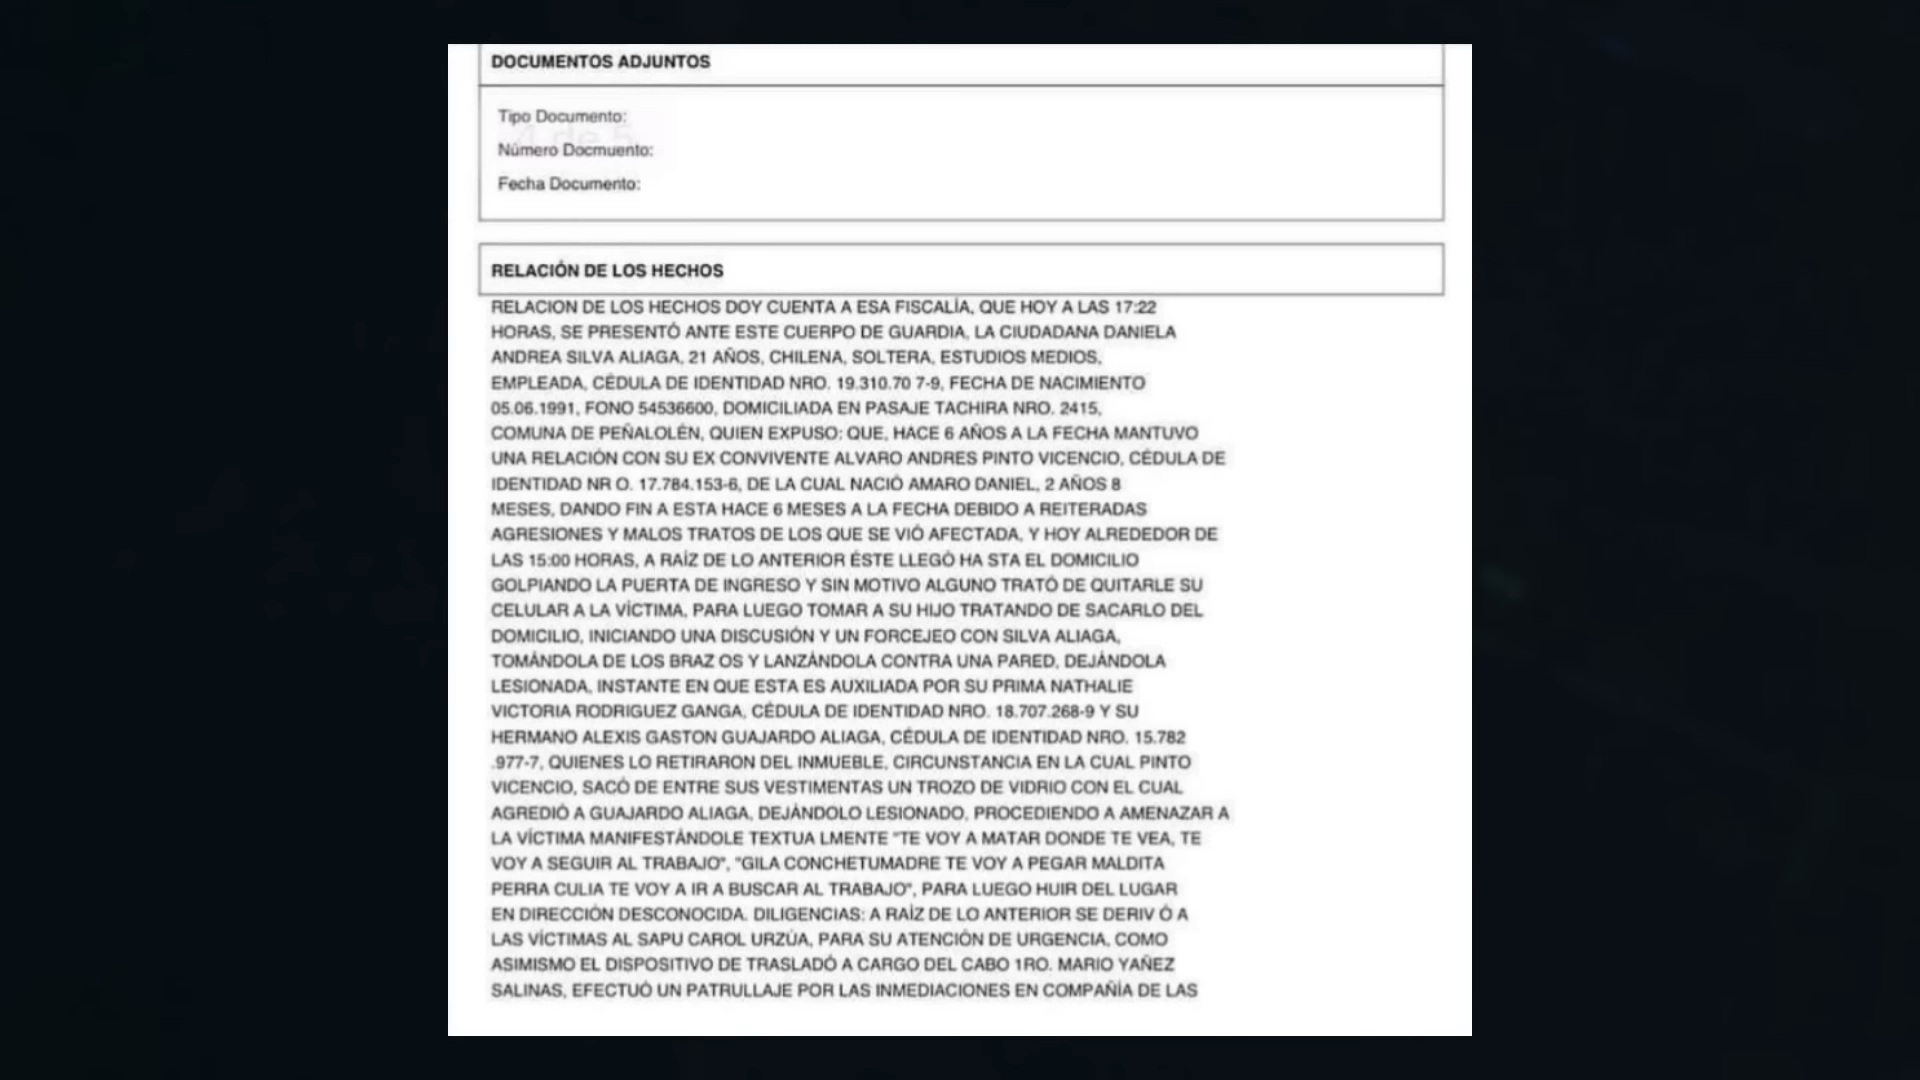 DOCUMENTOS ADJUNTOS
Tipo Documento:
4 de 5
Número Docmuento:
Fecha Documento:
RELACIÓN DE LOS HECHOS
RELACION DE LOS HECHOS DOY CUENTA A ESA FISCALÍA, QUE HOY A LAS 17:22
HORAS, SE PRESENTÓ ANTE ESTE CUERPO DE GUARDIA, LA CIUDADANA DANIELA
ANDREA SILVA ALIAGA, 21 AÑOS, CHILENA, SOLTERA, ESTUDIOS MEDIOS,
EMPLEADA, CÉDULA DE IDENTIDAD NRO. 19.310.70 7-9, FECHA DE NACIMIENTO
05.06.1991, FONO 54536600, DOMICILIADA EN PASAJE TACHIRA NRO. 2415,
COMUNA DE PEÑALOLÉN, QUIEN EXPUSO: QUE, HACE 6 AÑOS A LA FECHA MANTUVO
UNA RELACIÓN CON SU EX CONVIVENTE ALVARO ANDRES PINTO VICENCIO, CÉDULA DE
IDENTIDAD NR O. 17.784.153-6, DE LA CUAL NACIÓ AMARO DANIEL, 2 AÑOS 8
MESES, DANDO FIN A ESTA HACE 6 MESES A LA FECHA DEBIDO A REITERADAS
AGRESIONES Y MALOS TRATOS DE LOS QUE SE VIÓ AFECTADA, Y HOY ALREDEDOR DE
LAS 15:00 HORAS, A RAÍZ DE LO ANTERIOR ÉSTE LLEGÓ HA STA EL DOMICILIO
GOLPIANDO LA PUERTA DE INGRESO Y SIN MOTIVO ALGUNO TRATÓ DE QUITARLE SU
CELULAR A LA VÍCTIMA, PARA LUEGO TOMAR A SU HIJO TRATANDO DE SACARLO DEL
DOMICILIO, INICIANDO UNA DISCUSIÓN Y UN FORCEJEO CON SILVA ALIAGA,
TOMÁNDOLA DE LOS BRAZ OS Y LANZÁNDOLA CONTRA UNA PARED, DEJÁNDOLA
LESIONADA, INSTANTE EN QUE ESTA ES AUXILIADA POR SU PRIMA NATHALIE
VICTORIA RODRIGUEZ GANGA, CÉDULA DE IDENTIDAD NRO. 18.707.268-9 Y SU
HERMANO ALEXIS GASTON GUAJARDO ALIAGA, CÉDULA DE IDENTIDAD NRO. 15.782
.977-7, QUIENES LO RETIRARON DEL INMUEBLE, CIRCUNSTANCIA EN LA CUAL PINTO
VICENCIO, SACÓ DE ENTRE SUS VESTIMENTAS UN TROZO DE VIDRIO CON EL CUAL
AGREDIÓ A GUAJARDO ALIAGA, DEJÁNDOLO LESIONADO, PROCEDIENDO A AMENAZAR A
LA VÍCTIMA MANIFESTÁNDOLE TEXTUA LMENTE "TE VOY A MATAR DONDE TE VEA, TE
VOY A SEGUIR AL TRABAJO", "GILA CONCHETUMADRE TE VOY A PEGAR MALDITA
PERRA CULIA TE VOY A IR A BUSCAR AL TRABAJO", PARA LUEGO HUIR DEL LUGAR
EN DIRECCIÓN DESCONOCIDA. DILIGENCIAS: A RAÍZ DE LO ANTERIOR SE DERIV Ó A
LAS VÍCTIMAS AL SAPU CAROL URZÚA, PARA SU ATENCIÓN DE URGENCIA, COMO
ASIMISMO EL DISPOSITIVO DE TRASLADÓ A CARGO DEL CABO 1RO. MARIO YAÑEZ
SALINAS, EFECTUÓ UN PATRULLAJE POR LAS INMEDIACIONES EN COMPAÑÍA DE LAS